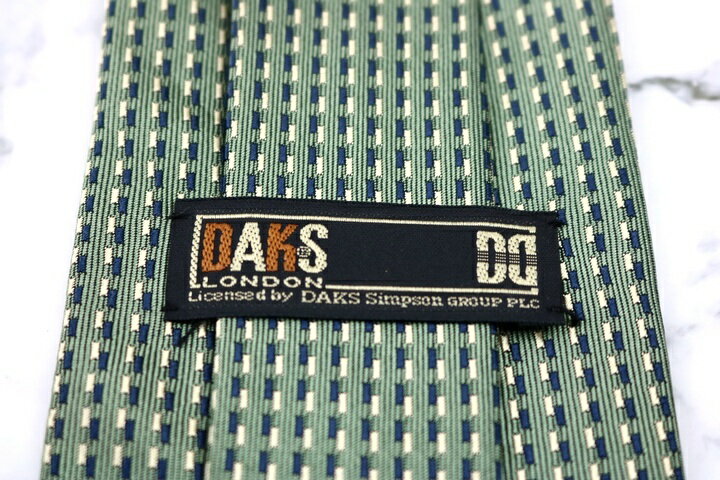 DAKS
LONDON
Licensed by DAKS Simpson GROUP PLC
DD